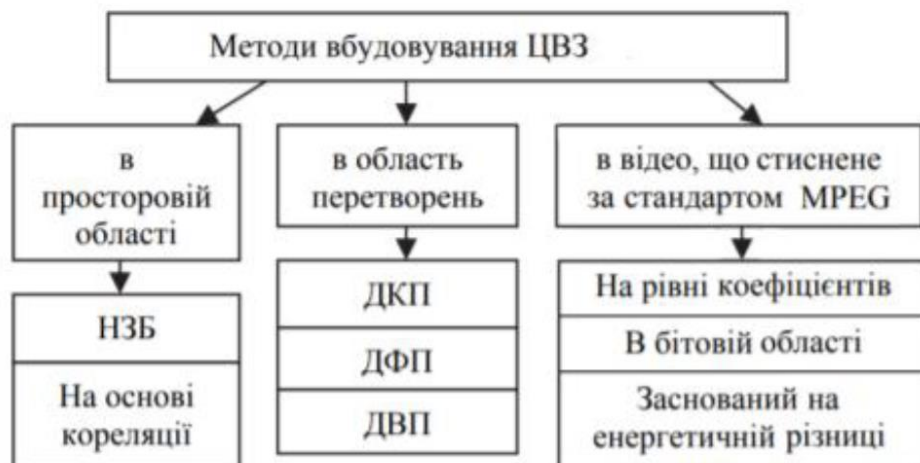 Методи вбудовування ЦВЗ
в
просторовій
області
в область
перетворень
в відео, що стиснене
за стандартом MPEG
НЗБ
На основі
кореляції
ДКП
ДФП
ДВП
На рівні коефіцієнтів
В бітовій області
Заснований на
енергетичній різниці